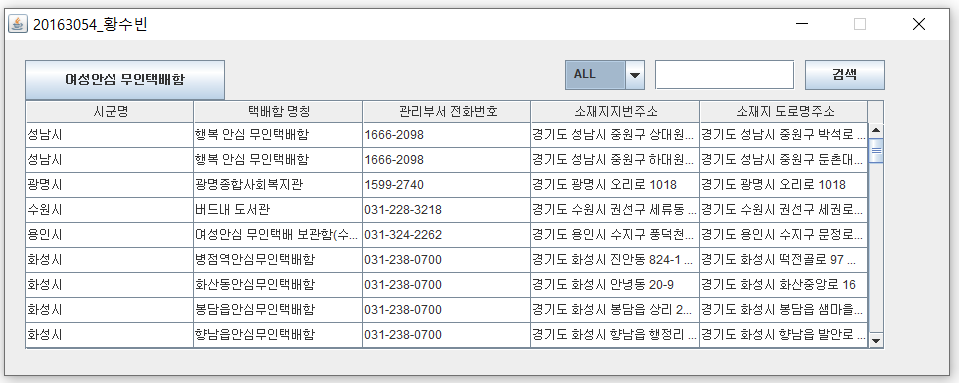 20163054_황수빈
여성안심 무인택배함 ALL 검색
시군명 택배함 명칭 관리부서 전화번호 소재지지번주소 소재지 도로명주소
성남시 행복 안심 무인택배함 1666-2098 경기도 성남시 중원구 상대원... 경기도 성남시 중원구 박석로 ...
성남시 행복 안심 무인택배함 1666-2098 경기도 성남시 중원구 하대원... 경기도 성남시 중원구 둔촌대...
광명시 광명종합사회복지관 1599-2740 경기도 광명시 오리로 1018 경기도 광명시 오리로 1018
수원시 버드내 도서관 031-228-3218 경기도 수원시 권선구 세류동 ... 경기도 수원시 권선구 세권로...
용인시 여성안심 무인택배 보관함(수... 031-324-2262 경기도 용인시 수지구 풍덕천... 경기도 용인시 수지구 문정로...
화성시 병점역안심무인택배함 031-238-0700 경기도 화성시 진안동 824-1 ... 경기도 화성시 떡전골로 97 ...
화성시 화산동안심무인택배함 031-238-0700 경기도 화성시 안녕동 20-9 경기도 화성시 화산중앙로 16
화성시 봉담읍안심무인택배함 031-238-0700 경기도 화성시 봉담읍 상리 2... 경기도 화성시 봉담읍 샘마을...
화성시 향남읍안심무인택배함 031-238-0700 경기도 화성시 향남읍 행정리 ... 경기도 화성시 향남읍 발안로 ...